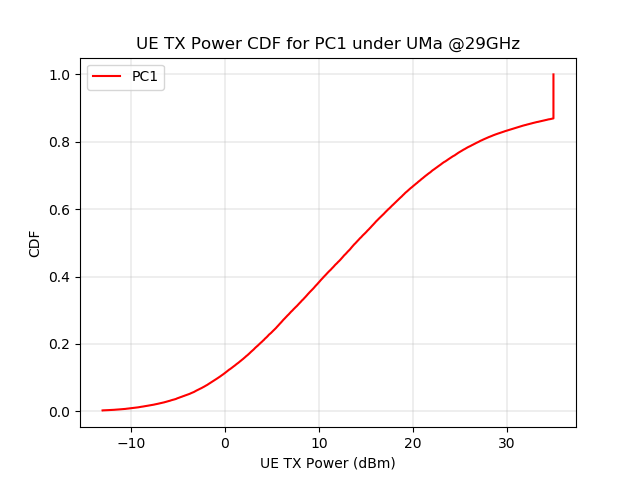 UE TX Power CDF for PC1 under UMa @29GHz
PC1
1.0
0.8
0.6
0.4
0.2
0.0
CDF
−10
0
10
20
30
UE TX Power (dBm)